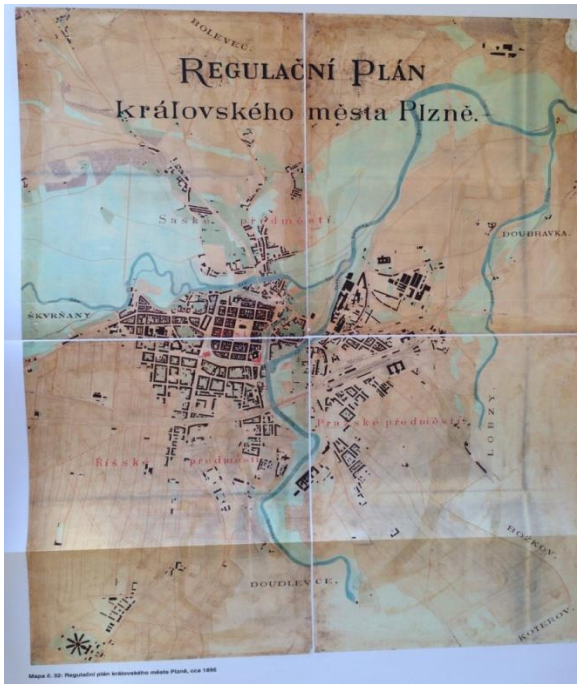 BOLEVEC.
REGULAČNÍ PLÁN
královského města Plzně.
Saské předměstí.
DOUBRAVKA.
ŠKVRŇANY
Pražské předměstí.
LOBZY.
Říšské předměstí.
BOŽKOV.
DOUDLEVCE.
KOTEROV.
Mapa č. 32: Regulační plán královského města Plzně, cca 1896